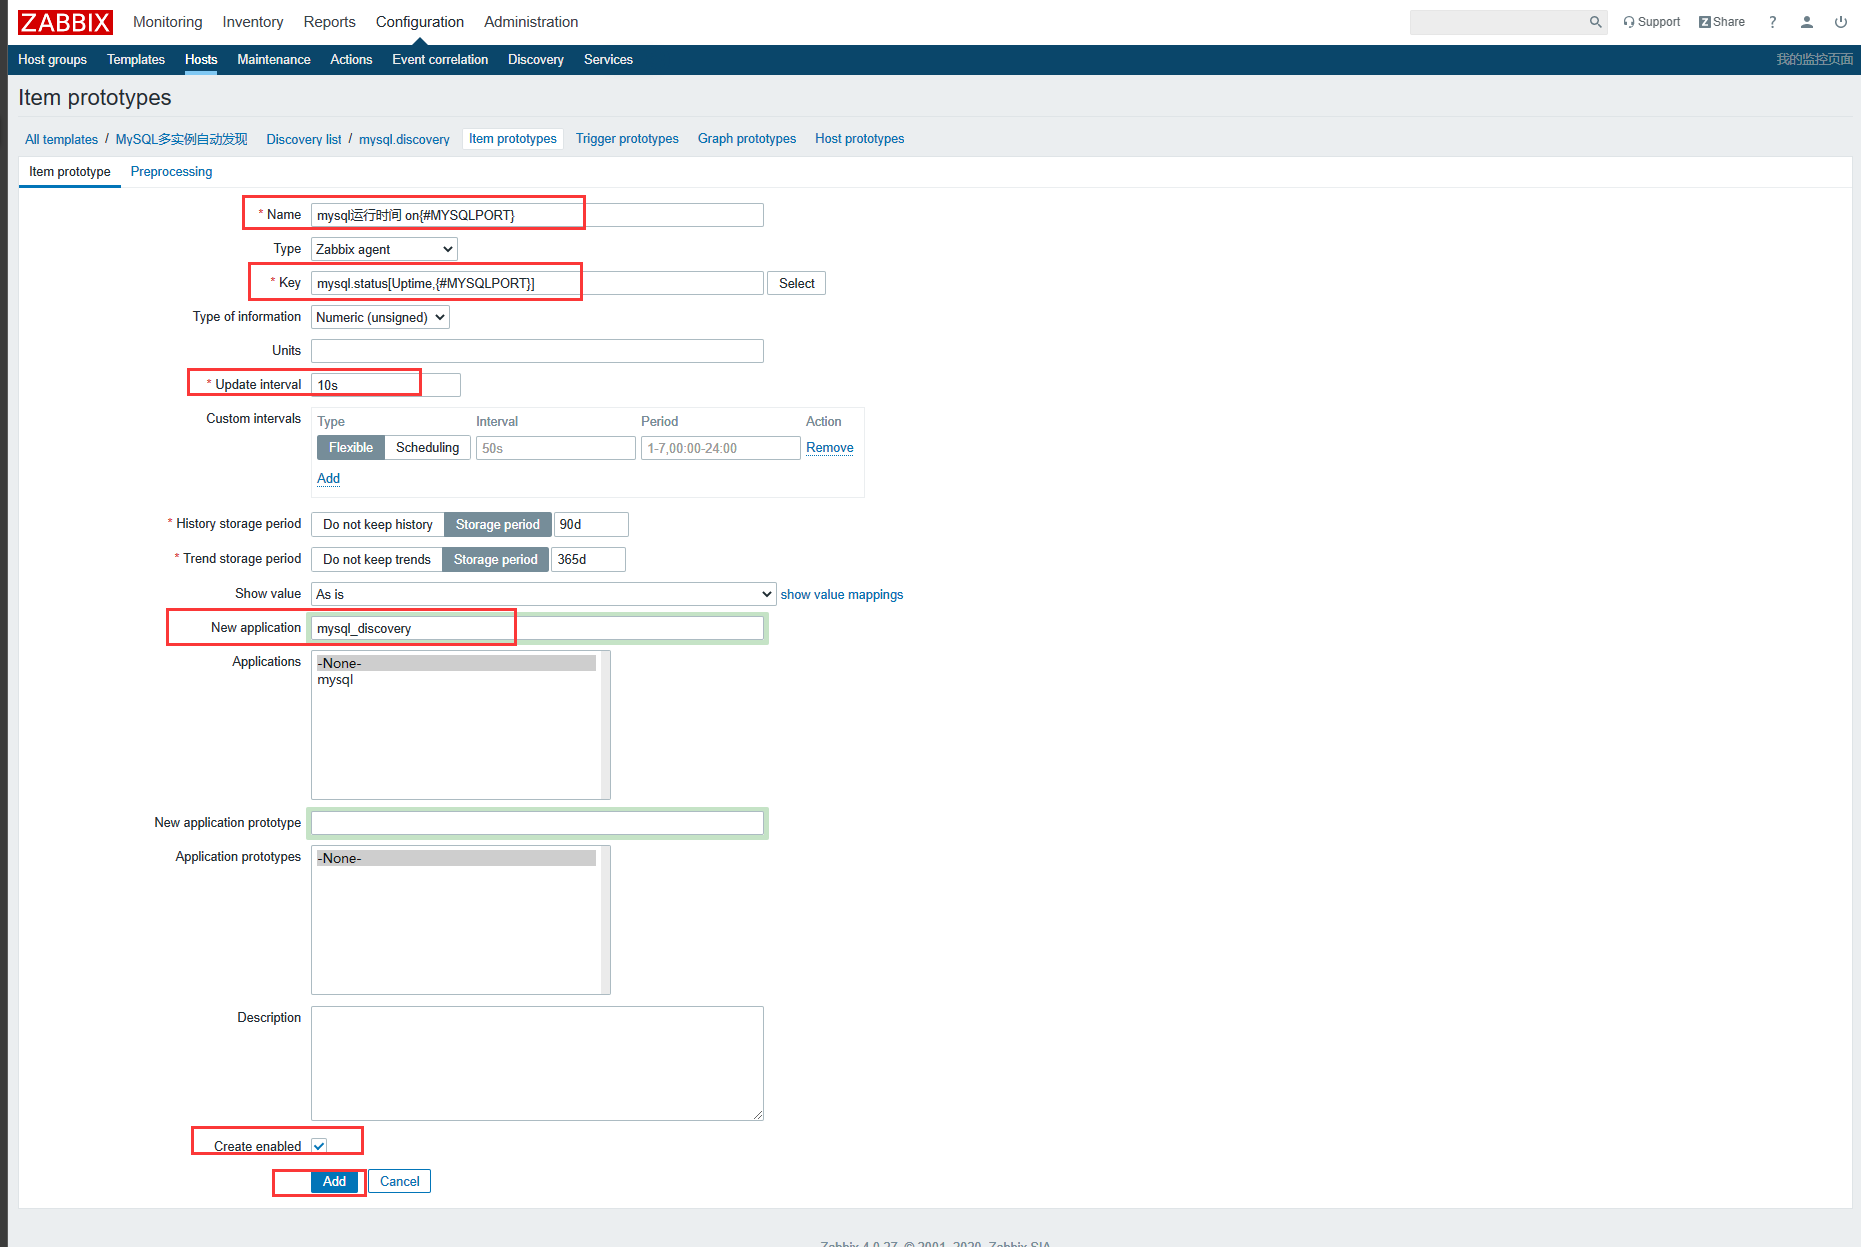 ZABBIX Monitoring Inventory Reports Configuration Administration Support Z Share ?
Host groups Templates Hosts Maintenance Actions Event correlation Discovery Services 我的监控页面
Item prototypes
All templates / MySQL多实例自动发现 Discovery list / mysql.discovery Item prototypes Trigger prototypes Graph prototypes Host prototypes
Item prototype Preprocessing
* Name mysql运行时间 on{#MYSQLPORT}
Type Zabbix agent
* Key mysql.status[Uptime,{#MYSQLPORT}] Select
Type of information Numeric (unsigned)
Units
* Update interval 10s
Custom intervals Type Interval Period Action
Flexible Scheduling 50s 1-7,00:00-24:00 Remove
Add
* History storage period Do not keep history Storage period 90d
* Trend storage period Do not keep trends Storage period 365d
Show value As is show value mappings
New application mysql_discovery
Applications -None-
mysql
New application prototype
Application prototypes -None-
Description
Create enabled
Add Cancel
Zabbix 4.0.27. © 2001–2020, Zabbix SIA